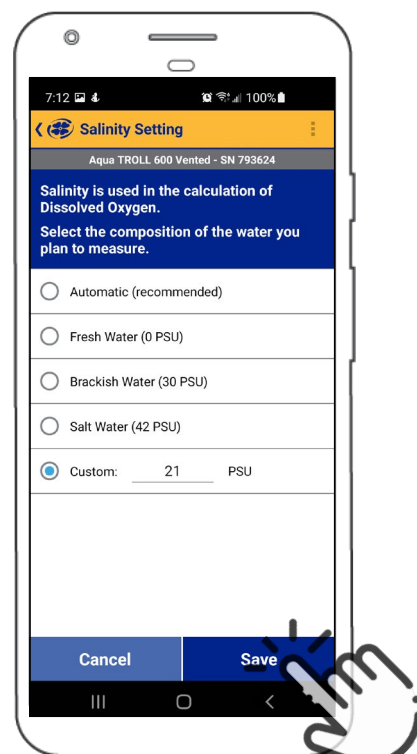 7:12 100%
Salinity Setting
Aqua TROLL 600 Vented - SN 793624
Salinity is used in the calculation of
Dissolved Oxygen.
Select the composition of the water you
plan to measure.
Automatic (recommended)
Fresh Water (0 PSU)
Brackish Water (30 PSU)
Salt Water (42 PSU)
Custom: 21 PSU
Cancel Save